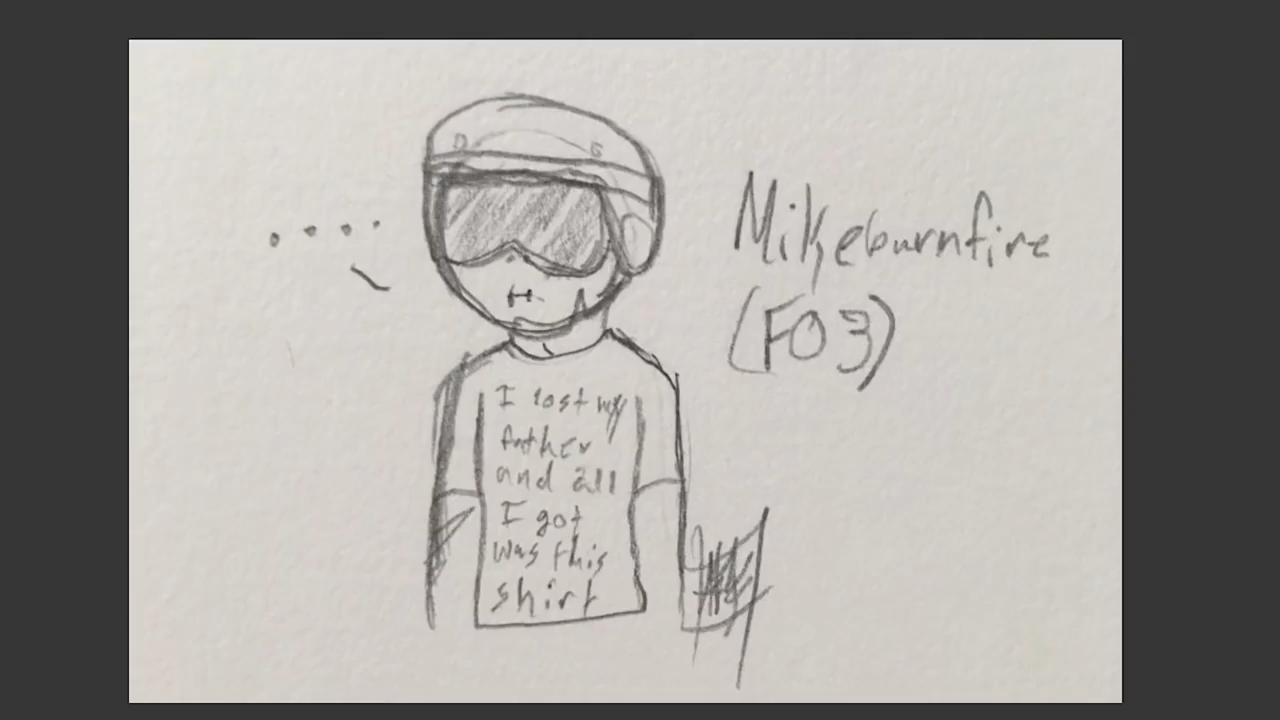 ....
Mikeburnfire
(FO3)
I lost my
father
and all
I got
was this
shirt